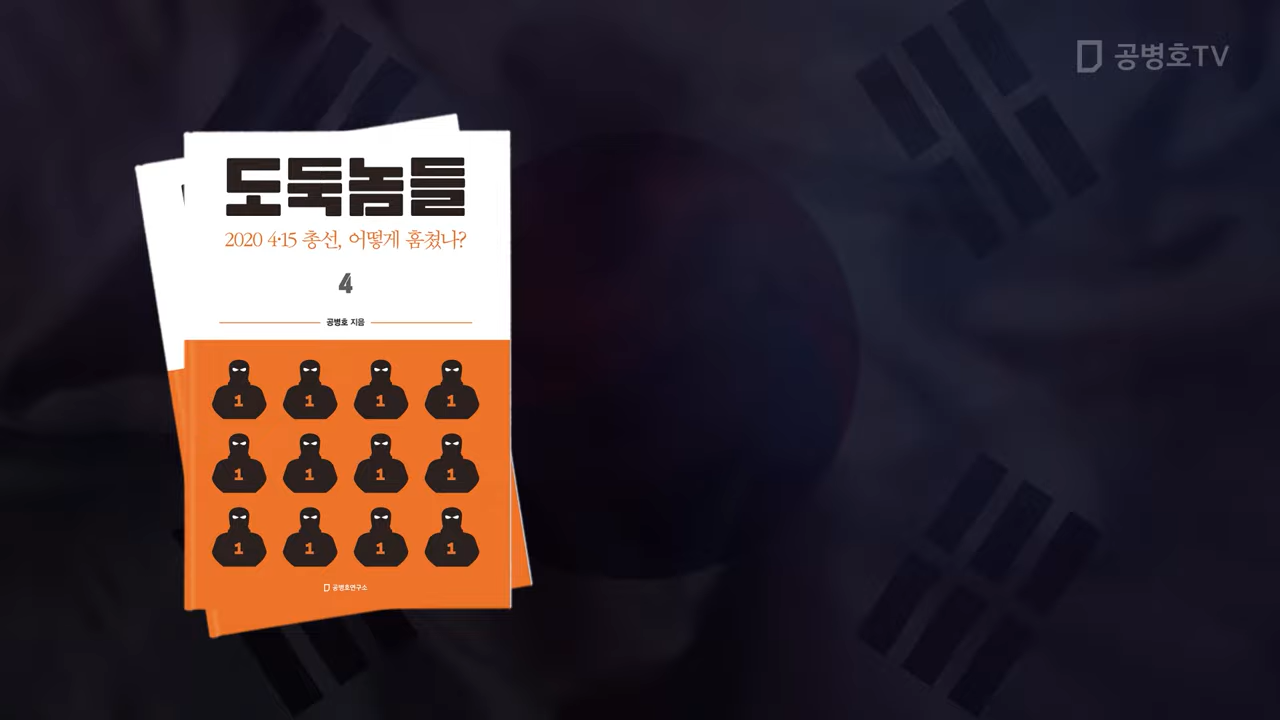 공병호TV
도둑놈들
2020 4·15 총선, 어떻게 훔쳤나?
4
공병호 지음
1 1 1 1
1 1 1 1
1 1 1 1
공병호연구소